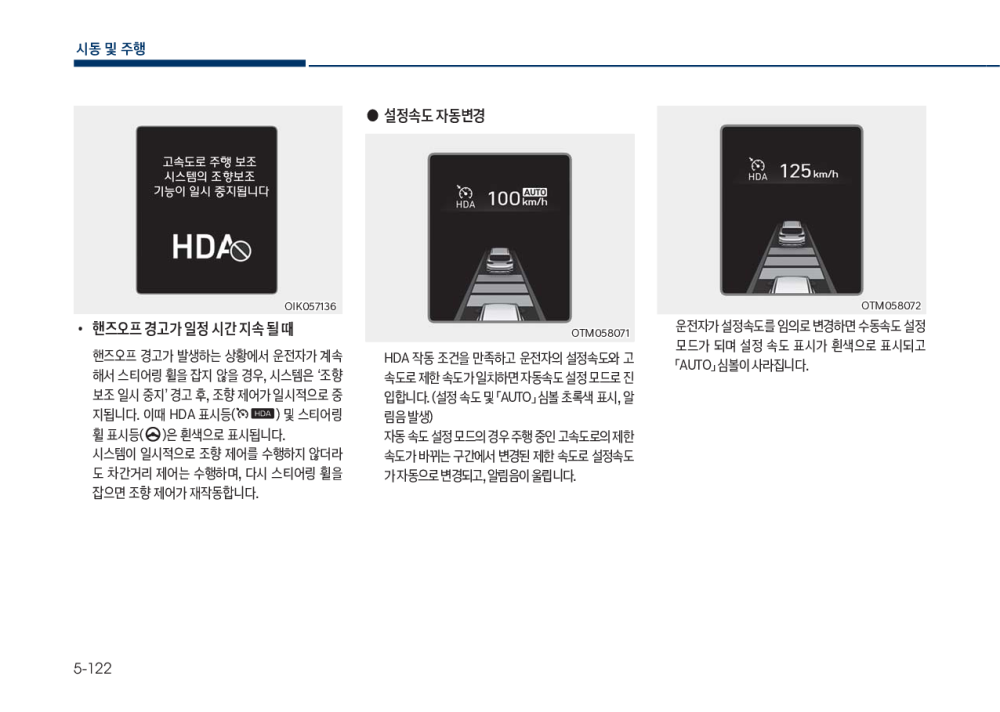 시동 및 주행
고속도로 주행 보조
시스템의 조향보조
기능이 일시 중지됩니다
HDA
OIK057136
• 핸즈오프 경고가 일정 시간 지속 될 때
핸즈오프 경고가 발생하는 상황에서 운전자가 계속
해서 스티어링 휠을 잡지 않을 경우, 시스템은 ‘조향
보조 일시 중지’ 경고 후, 조향 제어가 일시적으로 중
지됩니다. 이때 HDA 표시등( HDA ) 및 스티어링
휠 표시등( )은 흰색으로 표시됩니다.
시스템이 일시적으로 조향 제어를 수행하지 않더라
도 차간거리 제어는 수행하며, 다시 스티어링 휠을
잡으면 조향 제어가 재작동합니다.
● 설정속도 자동변경
HDA 100 AUTO km/h
OTM058071
HDA 작동 조건을 만족하고 운전자의 설정속도와 고
속도로 제한 속도가 일치하면 자동속도 설정 모드로 진
입합니다. (설정 속도 및 「AUTO」 심볼 초록색 표시, 알
림음 발생)
자동 속도 설정 모드의 경우 주행 중인 고속도로의 제한
속도가 바뀌는 구간에서 변경된 제한 속도로 설정속도
가 자동으로 변경되고, 알림음이 울립니다.
HDA 125 km/h
OTM058072
운전자가 설정속도를 임의로 변경하면 수동속도 설정
모드가 되며 설정 속도 표시가 흰색으로 표시되고
「AUTO」 심볼이 사라집니다.
5-122